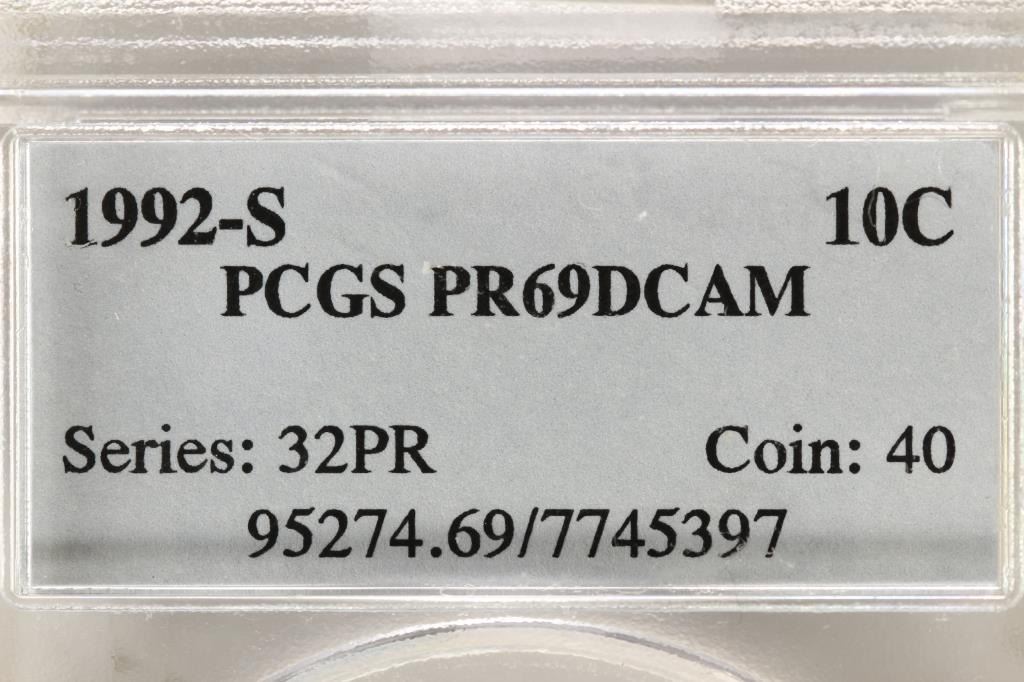 1992-S 10C
PCGS PR69DCAM
Series: 32PR Coin: 40
95274.69/7745397